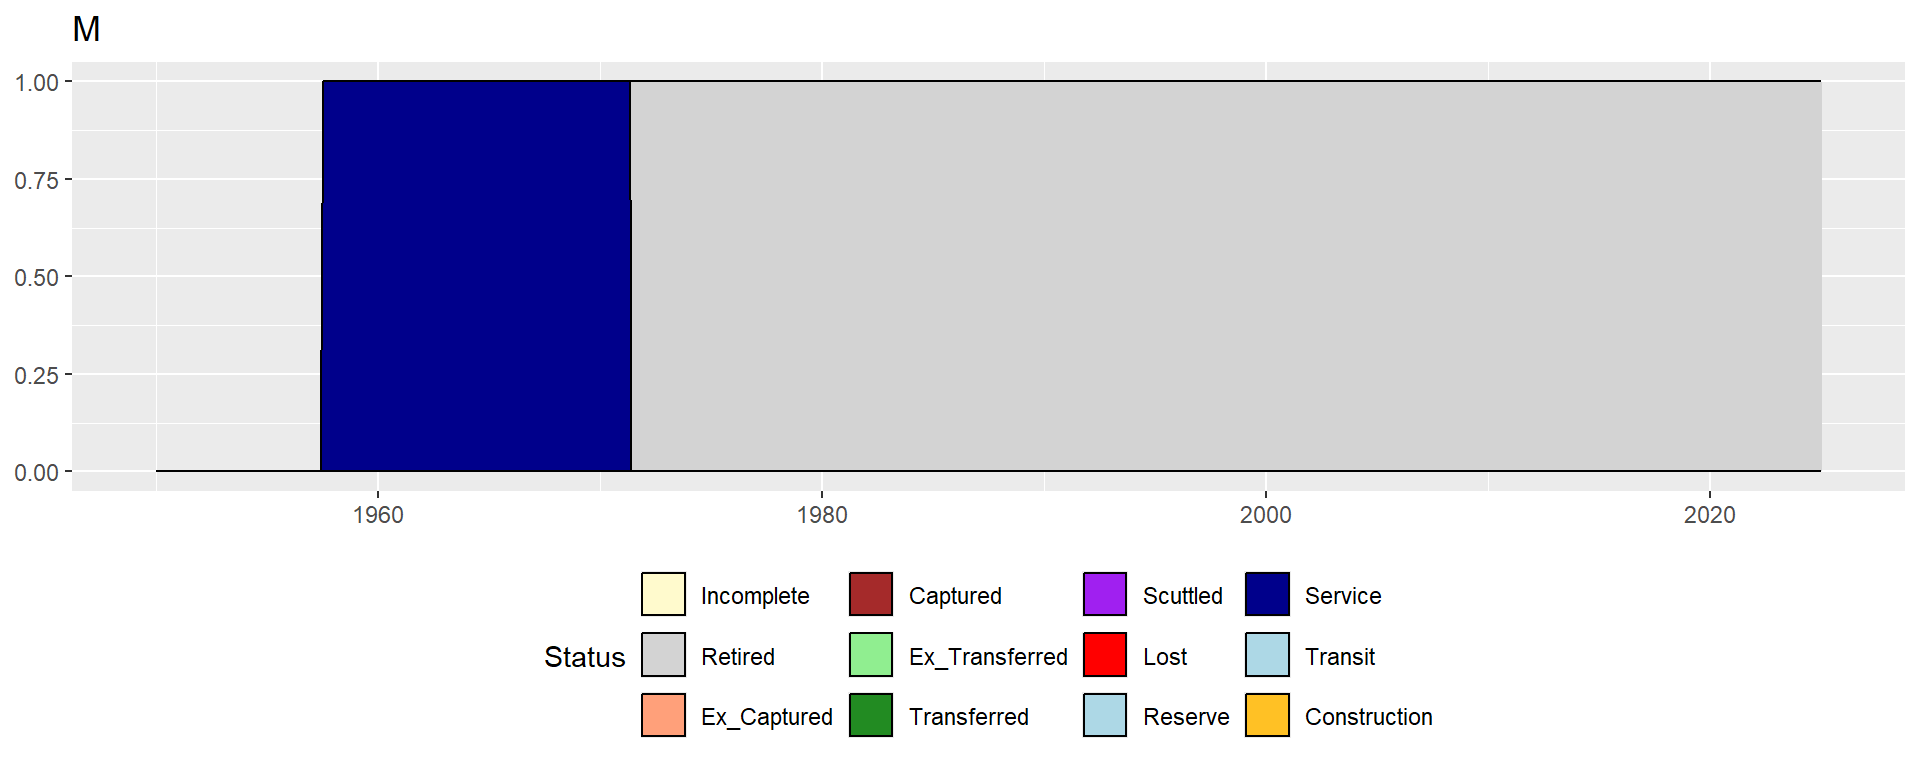 M
1.00
0.75
0.50
0.25
0.00
1960 1980 2000 2020
Incomplete Captured Scuttled Service
Status Retired Ex_Transferred Lost Transit
Ex_Captured Transferred Reserve Construction